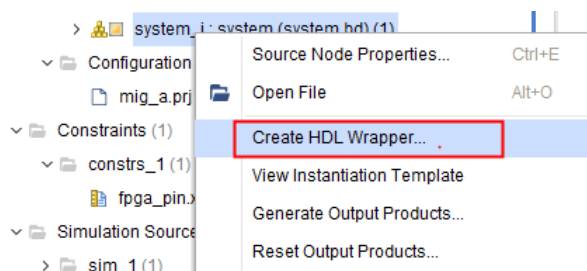 system_i : system (system.bd) (1)
Source Node Properties... Ctrl+E
Configuration
mig_a.prj
Open File Alt+O
Constraints (1)
Create HDL Wrapper...
constrs_1 (1)
View Instantiation Template
fpga_pin.x
Generate Output Products...
Simulation Source
Reset Output Products...
sim_1 (1)